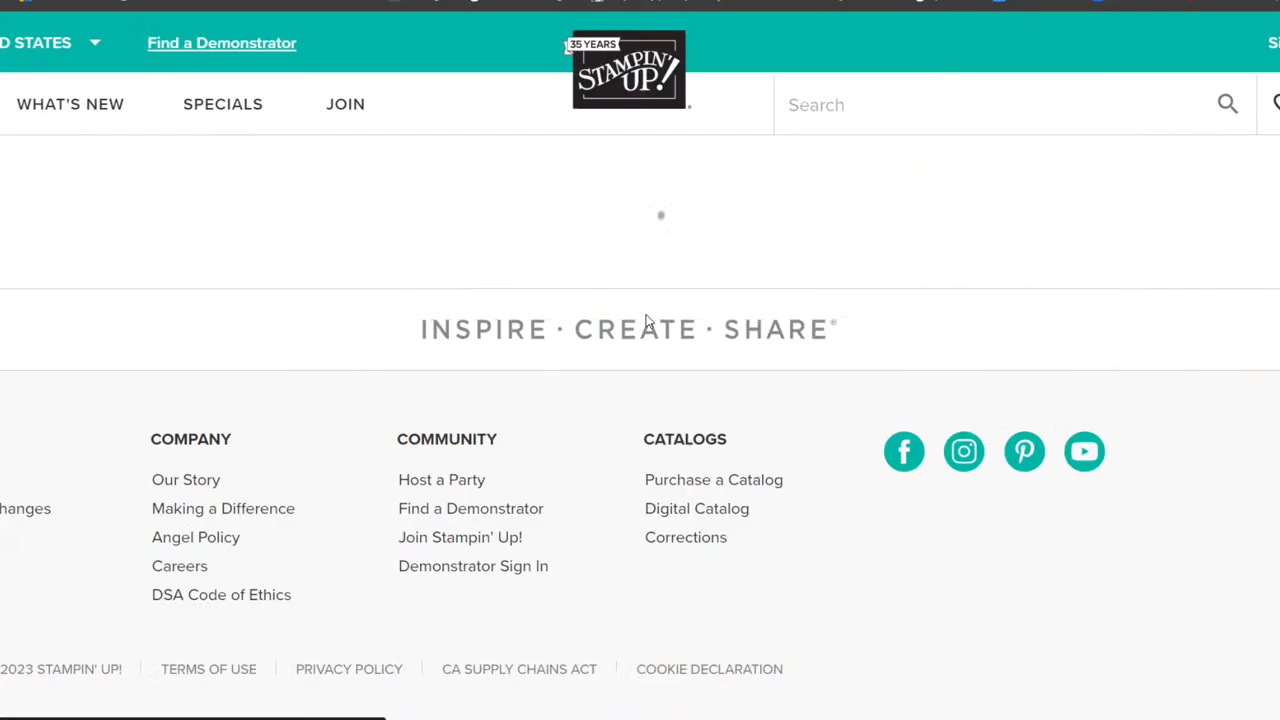 D STATES
Find a Demonstrator
35 YEARS
STAMPIN' UP!
WHAT'S NEW
SPECIALS
JOIN
Search
INSPIRE · CREATE · SHARE®
COMPANY
Our Story
Making a Difference
Angel Policy
Careers
DSA Code of Ethics
COMMUNITY
Host a Party
Find a Demonstrator
Join Stampin' Up!
Demonstrator Sign In
CATALOGS
Purchase a Catalog
Digital Catalog
Corrections
hanges
2023 STAMPIN' UP!
TERMS OF USE
PRIVACY POLICY
CA SUPPLY CHAINS ACT
COOKIE DECLARATION